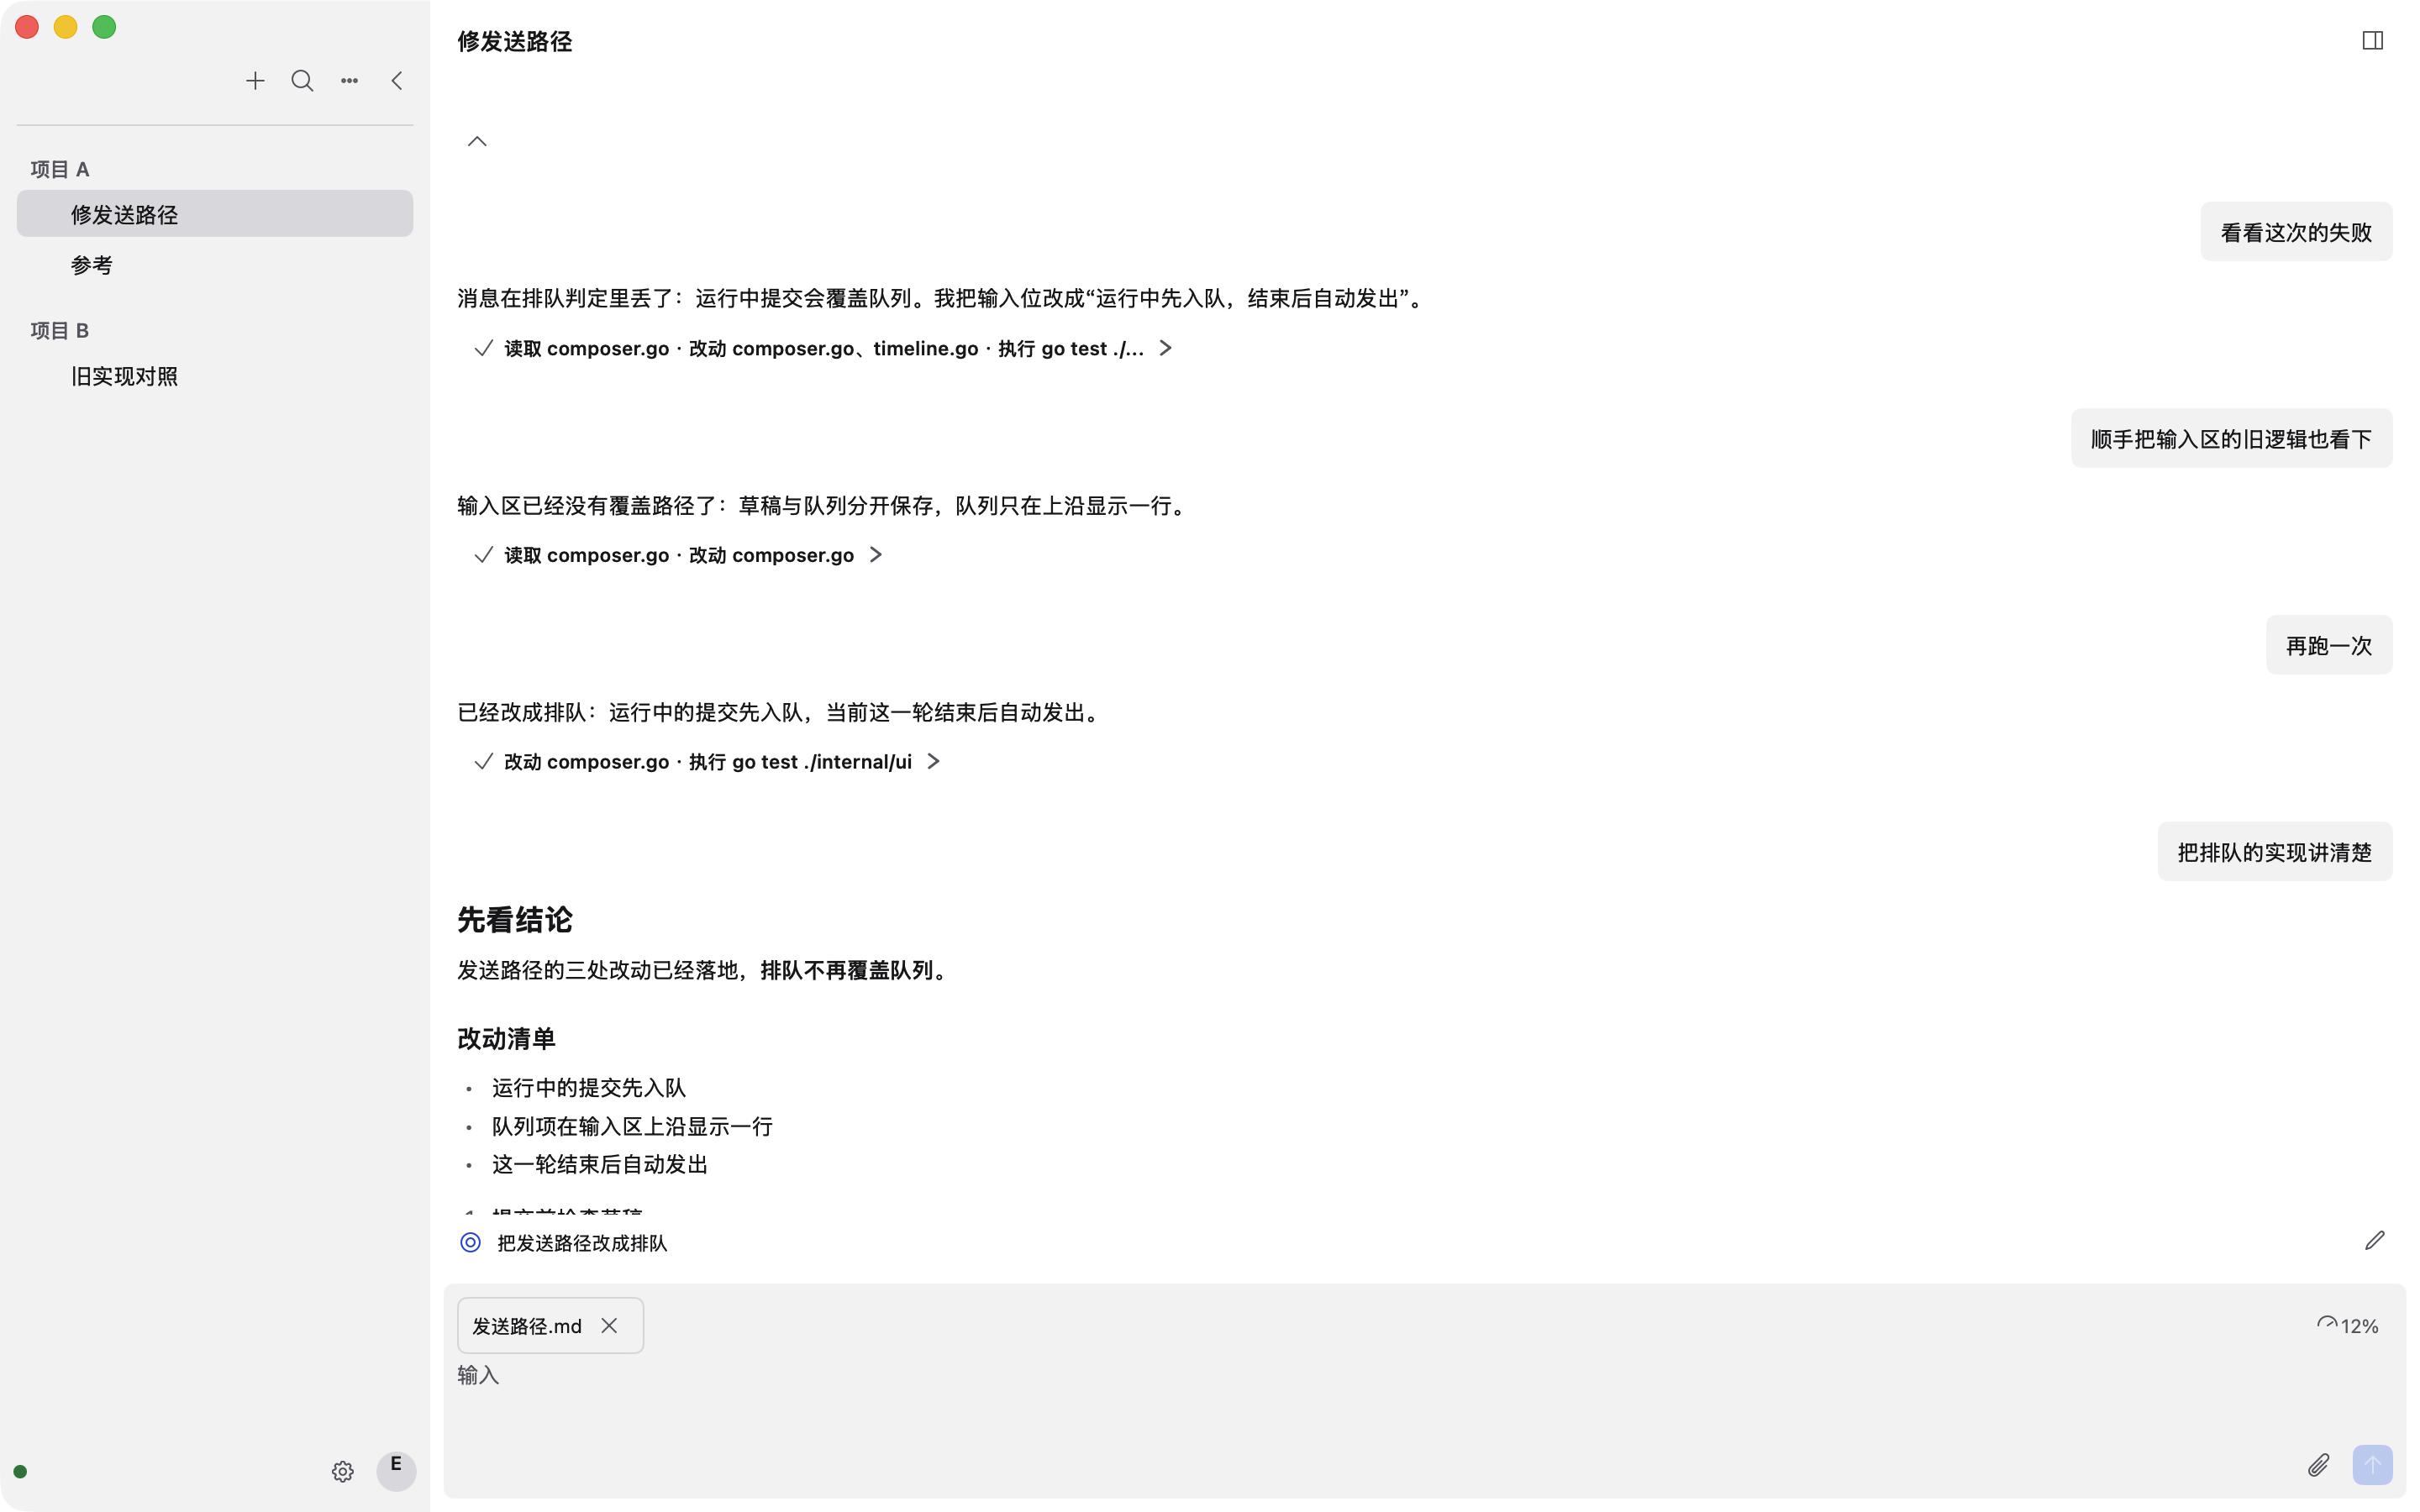 修发送路径
项目 A
修发送路径
参考
项目 B
旧实现对照
看看这次的失败
消息在排队判定里丢了：运行中提交会覆盖队列。我把输入位改成“运行中先入队，结束后自动发出”。
读取 composer.go · 改动 composer.go、timeline.go · 执行 go test ./...
顺手把输入区的旧逻辑也看下
输入区已经没有覆盖路径了：草稿与队列分开保存，队列只在上沿显示一行。
读取 composer.go · 改动 composer.go
再跑一次
已经改成排队：运行中的提交先入队，当前这一轮结束后自动发出。
改动 composer.go · 执行 go test ./internal/ui
把排队的实现讲清楚
先看结论
发送路径的三处改动已经落地，排队不再覆盖队列。
改动清单
• 运行中的提交先入队
• 队列项在输入区上沿显示一行
• 这一轮结束后自动发出
把发送路径改成排队
发送路径.md
12%
输入
E